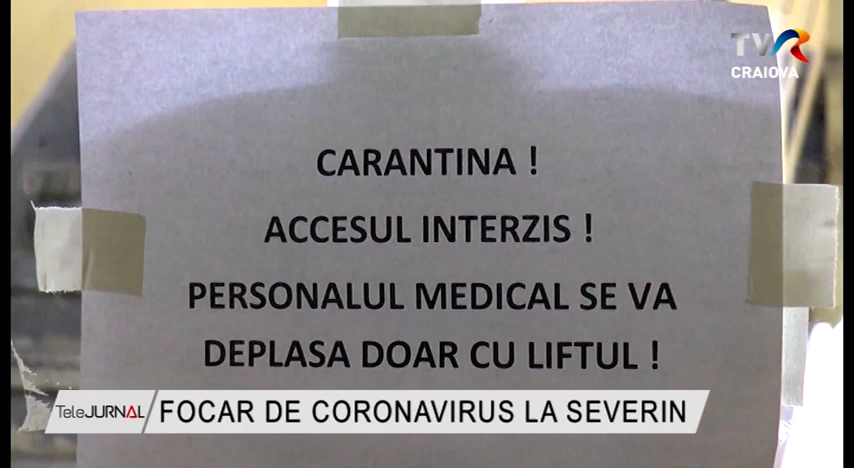 TVR
CRAIOVA
CARANTINA !
ACCESUL INTERZIS !
PERSONALUL MEDICAL SE VA
DEPLASA DOAR CU LIFTUL !
TeleJURNAL FOCAR DE CORONAVIRUS LA SEVERIN